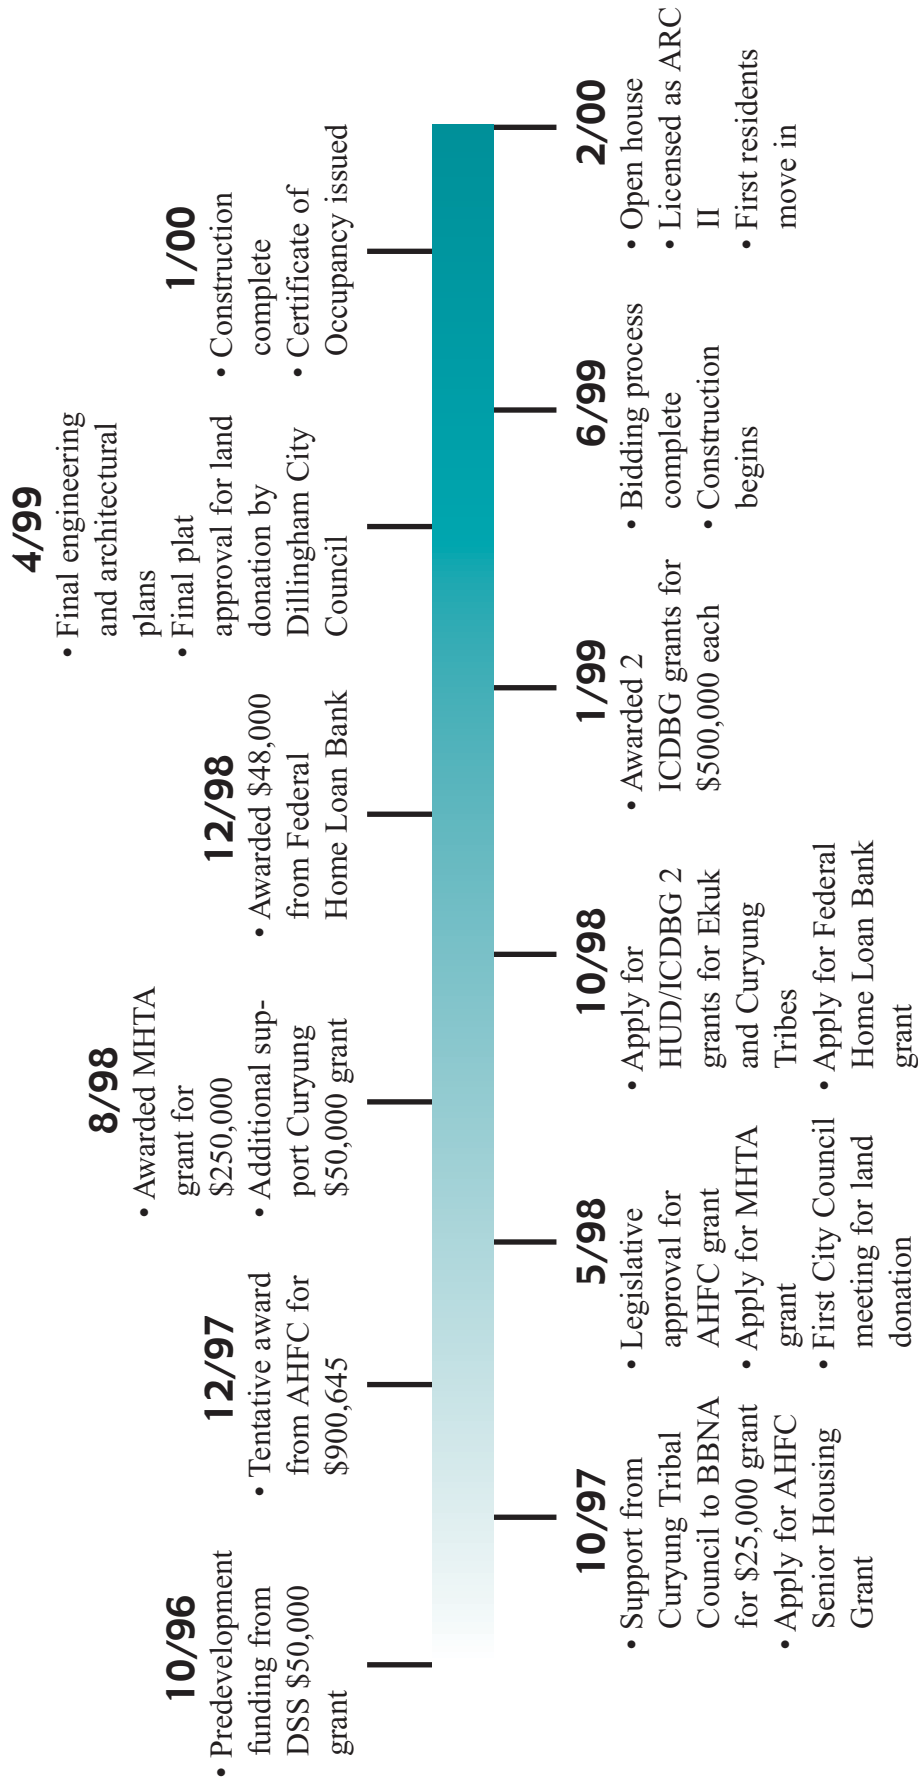 10/96
• Predevelopment
funding from
DSS $50,000
grant
10/97
• Support from
Curyung Tribal
Council to BBNA
for $25,000 grant
• Apply for AHFC
Senior Housing
Grant
12/97
• Tentative award
from AHFC for
$900,645
5/98
• Legislative
approval for
AHFC grant
• Apply for MHTA
grant
• First City Council
meeting for land
donation
8/98
• Awarded MHTA
grant for
$250,000
• Additional sup-
port Curyung
$50,000 grant
10/98
• Apply for
HUD/ICDBG 2
grants for Ekuk
and Curyung
Tribes
• Apply for Federal
Home Loan Bank
grant
12/98
• Awarded $48,000
from Federal
Home Loan Bank
1/99
• Awarded 2
ICDBG grants for
$500,000 each
4/99
• Final engineering
and architectural
plans
• Final plat
approval for land
donation by
Dillingham City
Council
6/99
• Bidding process
complete
• Construction
begins
1/00
• Construction
complete
• Certificate of
Occupancy issued
2/00
• Open house
• Licensed as ARC
II
• First residents
move in